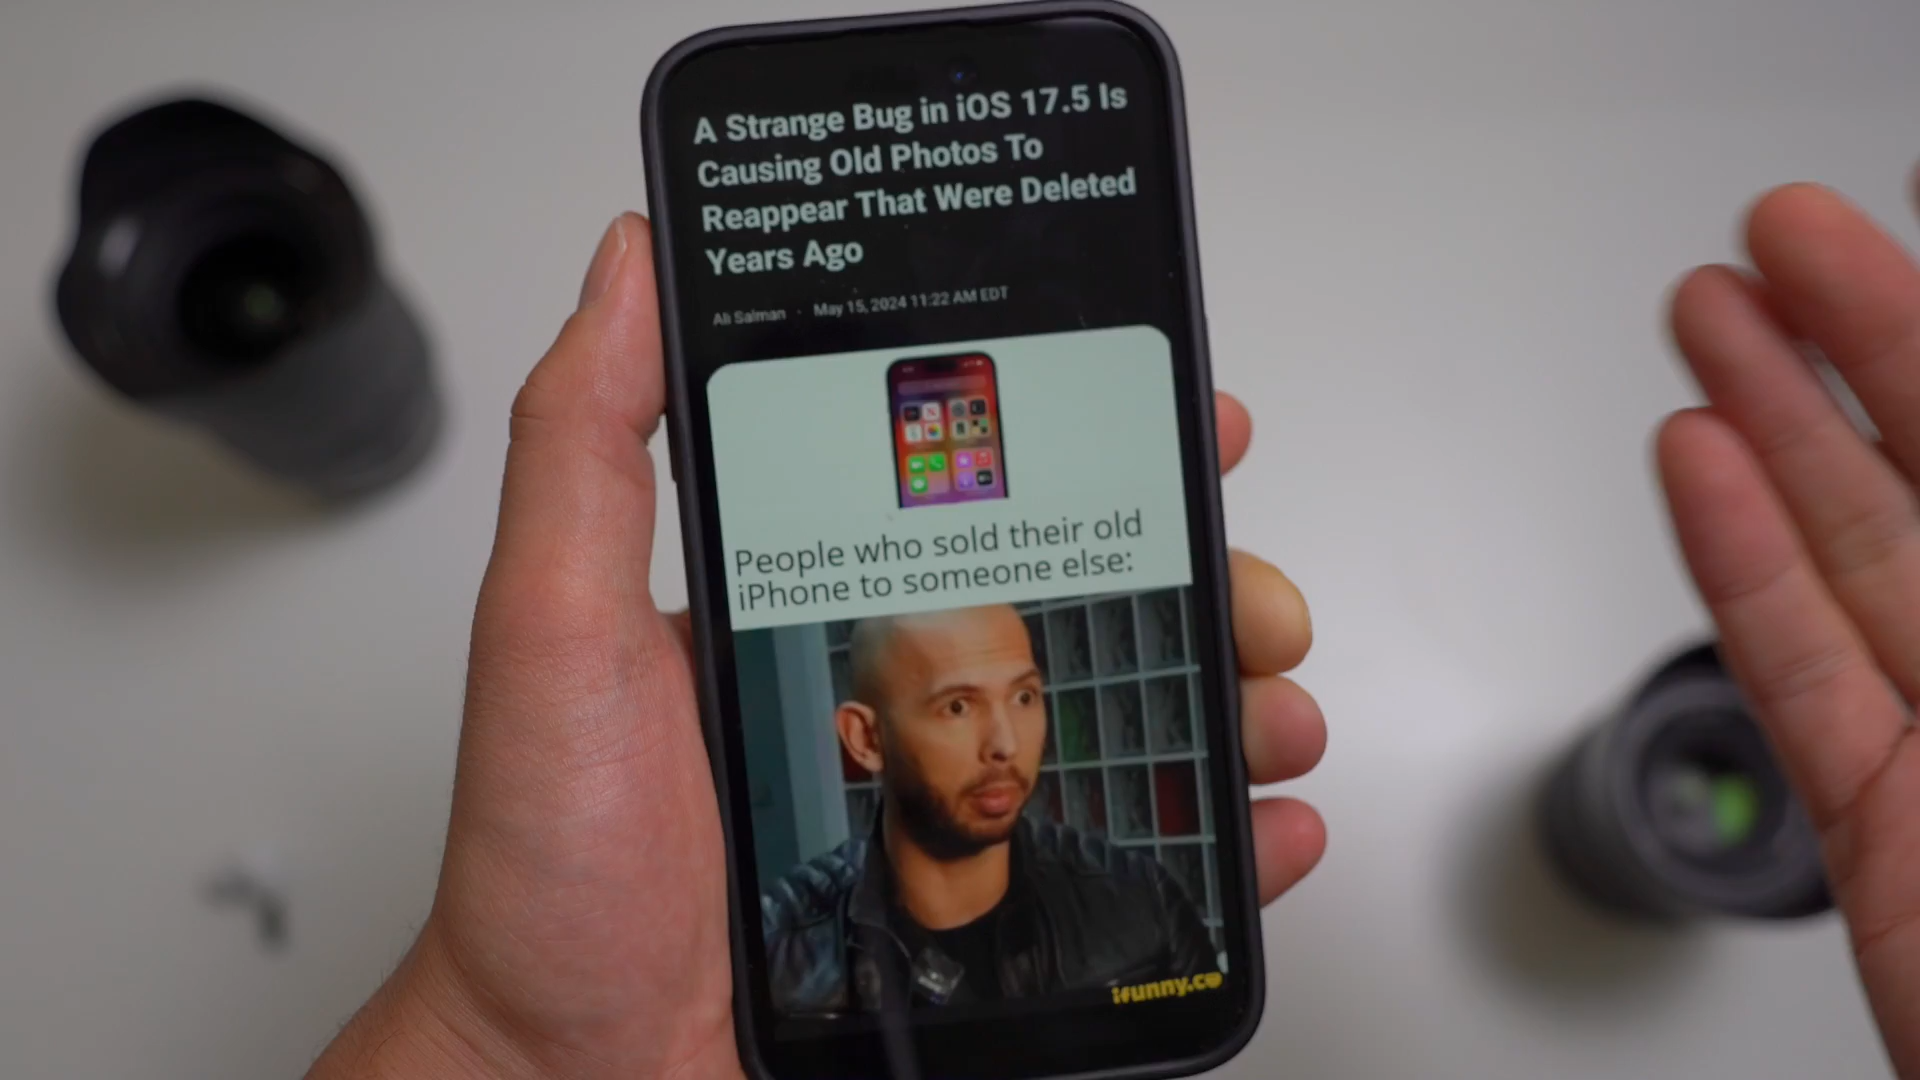 A Strange Bug in iOS 17.5 Is
Causing Old Photos To
Reappear That Were Deleted
Years Ago
Ali Salman · May 15, 2024 11:22 AM EDT
People who sold their old
iPhone to someone else:
ifunny.co